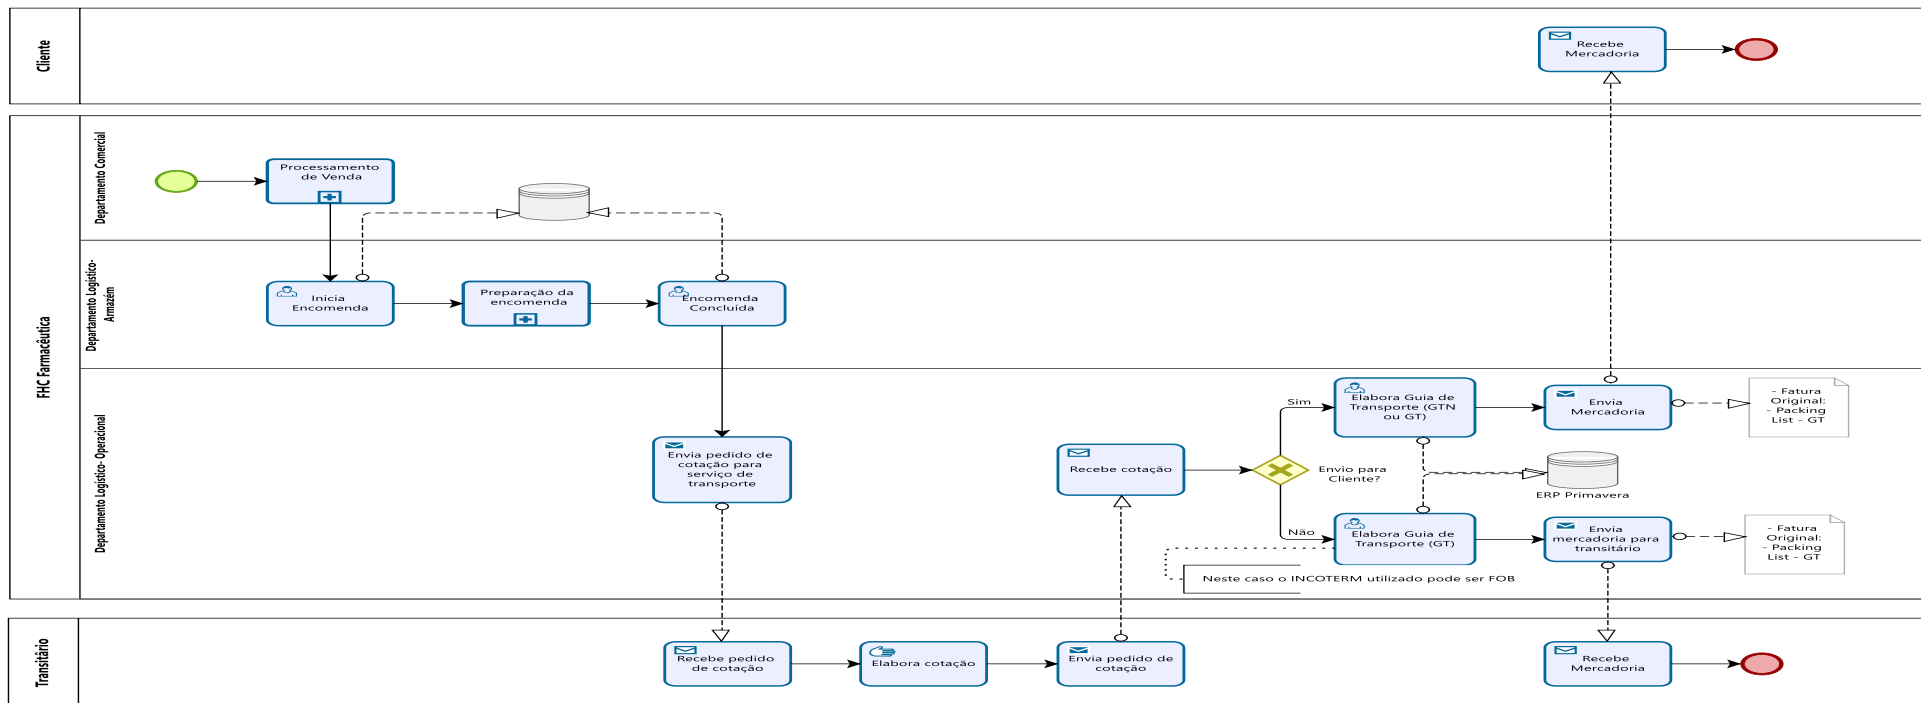 Cliente
Recebe
Mercadoria
FHC Farmacêutica
Departamento Comercial
Processamento
de Venda
Departamento Logístico-
Armazém
Inicia
Encomenda
Preparação da
encomenda
Encomenda
Concluída
Departamento Logístico- Operacional
Envia pedido de
cotação para
serviço de
transporte
Recebe cotação
Envio para
Cliente?
Sim
Não
Elabora Guia de
Transporte (GTN
ou GT)
Envia
Mercadoria
- Fatura
Original:
- Packing
List - GT
ERP Primavera
Elabora Guia de
Transporte (GT)
Envia
mercadoria para
transitário
- Fatura
Original:
- Packing
List - GT
Neste caso o INCOTERM utilizado pode ser FOB
Transitário
Recebe pedido
de cotação
Elabora cotação
Envia pedido de
cotação
Recebe
Mercadoria